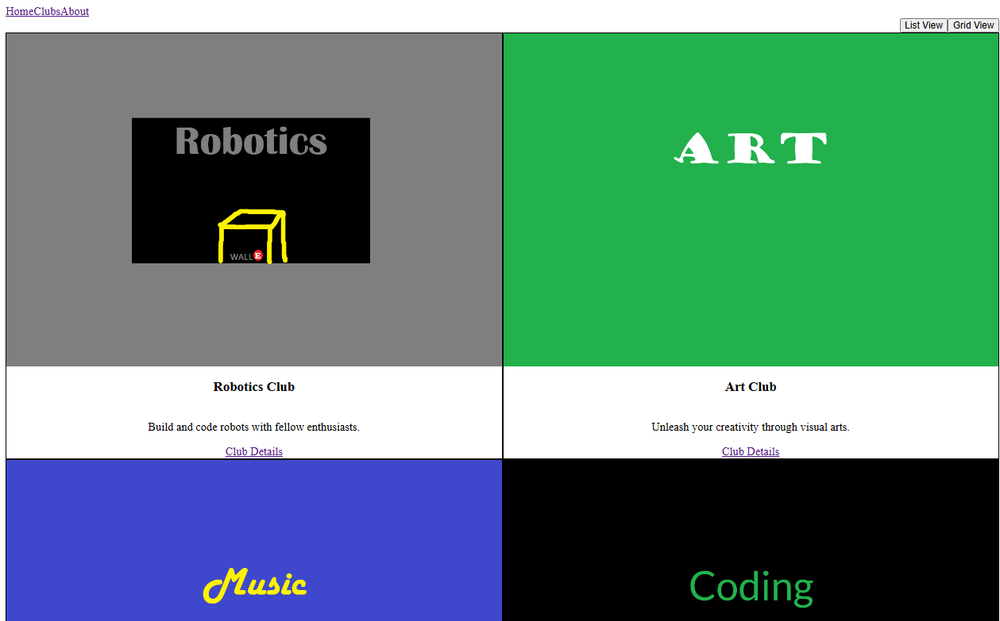 HomeClubsAbout
List View Grid View
Robotics
WALL E
ART
Robotics Club
Build and code robots with fellow enthusiasts.
Club Details
Art Club
Unleash your creativity through visual arts.
Club Details
Music
Coding